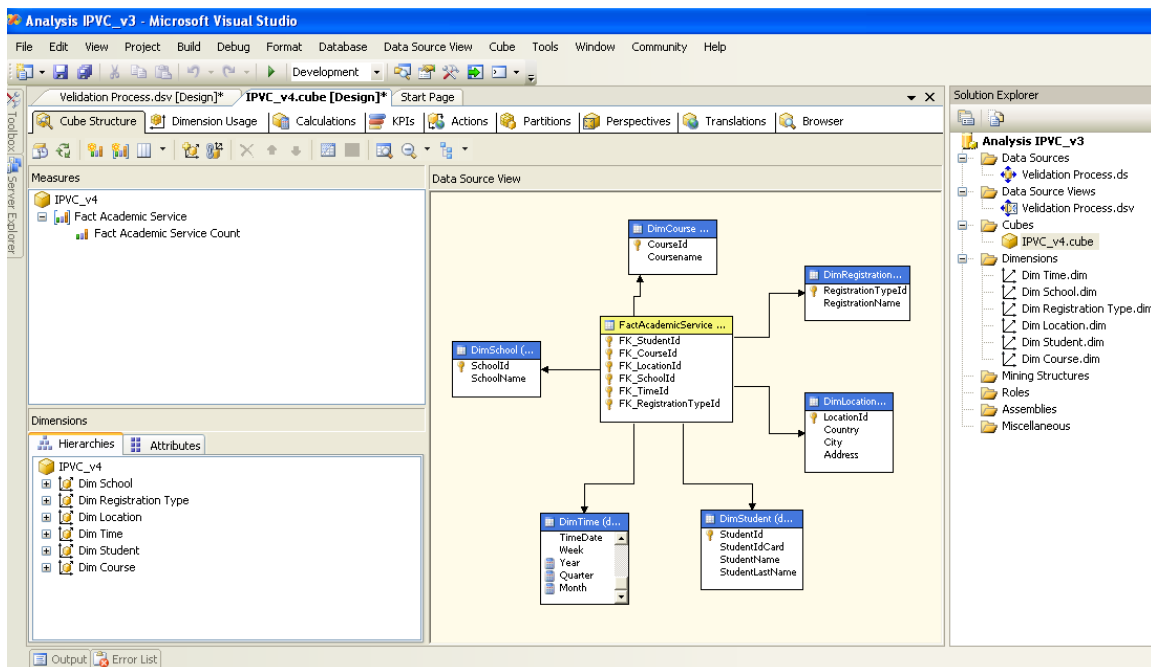 Analysis IPVC_v3 - Microsoft Visual Studio
File Edit View Project Build Debug Format Database Data Source View Cube Tools Window Community Help
Development
Validation Process.dsv [Design]* IPVC_v4.cube [Design]* Start Page
Cube Structure Dimension Usage Calculations KPIs Actions Partitions Perspectives Translations Browser
Toolbox
Server Explorer
Measures
IPVC_v4
Fact Academic Service
Fact Academic Service Count
Dimensions
Hierarchies Attributes
IPVC_v4
Dim School
Dim Registration Type
Dim Location
Dim Time
Dim Student
Dim Course
Data Source View
DimCourse ...
CourseId
Coursename
DimRegistration...
RegistrationTypeId
RegistrationName
FactAcademicService ...
FK_StudentId
FK_CourseId
FK_LocationId
FK_SchoolId
FK_TimeId
FK_RegistrationTypeId
DimSchool (...
SchoolId
SchoolName
DimLocation...
LocationId
Country
City
Address
DimTime (d...
TimeDate
Week
Year
Quarter
Month
DimStudent (d...
StudentId
StudentIdCard
StudentName
StudentLastName
Solution Explorer
Analysis IPVC_v3
Data Sources
Validation Process.ds
Data Source Views
Validation Process.dsv
Cubes
IPVC_v4.cube
Dimensions
Dim Time.dim
Dim School.dim
Dim Registration Type.dim
Dim Location.dim
Dim Student.dim
Dim Course.dim
Mining Structures
Roles
Assemblies
Miscellaneous
Output Error List